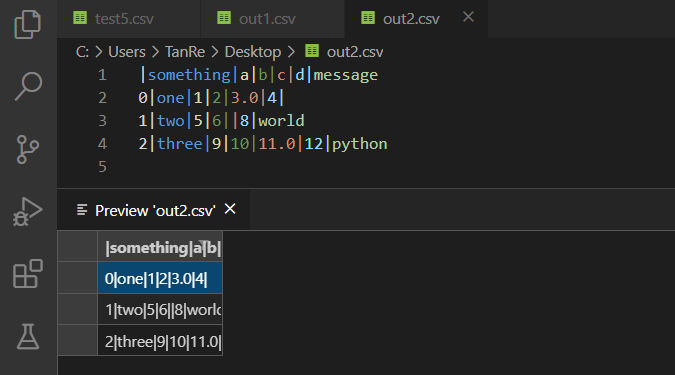 test5.csv out1.csv out2.csv
C: > Users > TanRe > Desktop > out2.csv
1 |something|a|b|c|d|message
2 0|one|1|2|3.0|4|
3 1|two|5|6||8|world
4 2|three|9|10|11.0|12|python
5
Preview 'out2.csv'
|something|a|b|
0|one|1|2|3.0|4|
1|two|5|6||8|world
2|three|9|10|11.0|